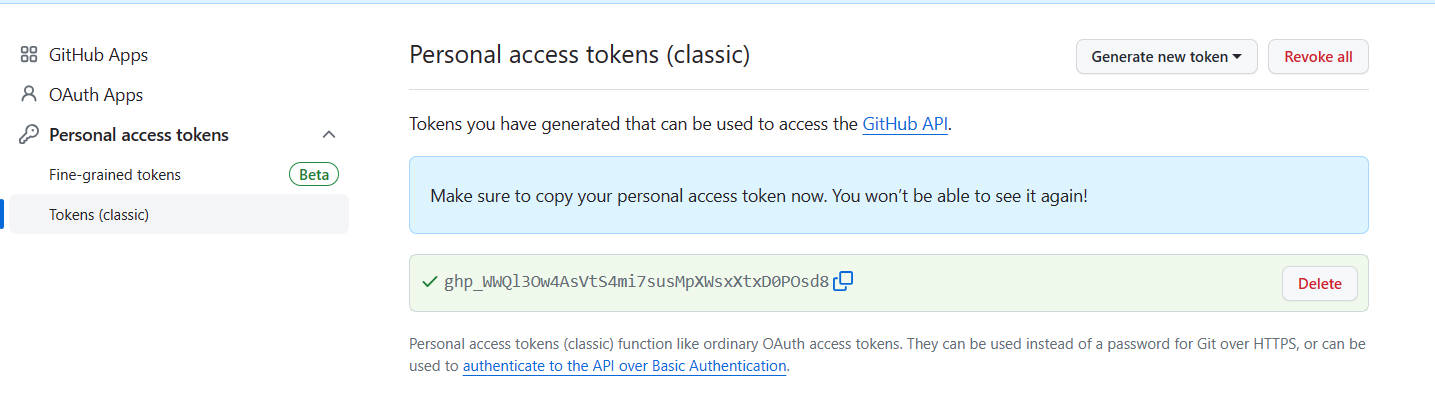 GitHub Apps
OAuth Apps
Personal access tokens
Fine-grained tokens Beta
Tokens (classic)
Personal access tokens (classic) Generate new token Revoke all
Tokens you have generated that can be used to access the GitHub API.
Make sure to copy your personal access token now. You won’t be able to see it again!
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 Delete
Personal access tokens (classic) function like ordinary OAuth access tokens. They can be used instead of a password for Git over HTTPS, or can be
used to authenticate to the API over Basic Authentication.